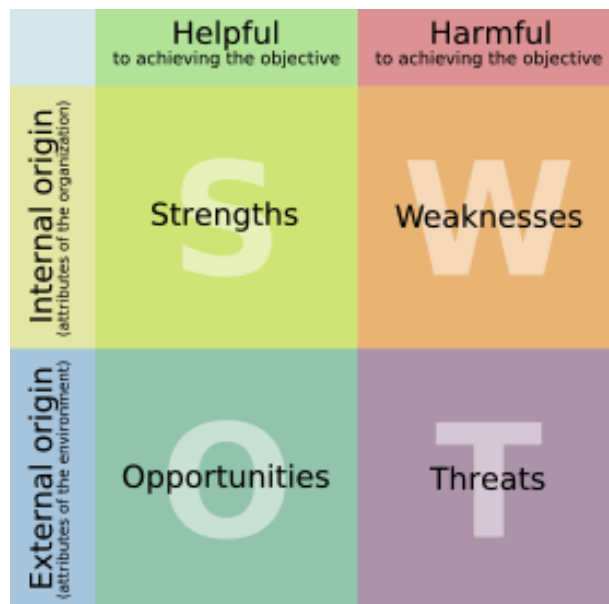 Helpful
to achieving the objective
Harmful
to achieving the objective
Internal origin
(attributes of the organization)
S
Strengths
W
Weaknesses
External origin
(attributes of the environment)
O
Opportunities
T
Threats